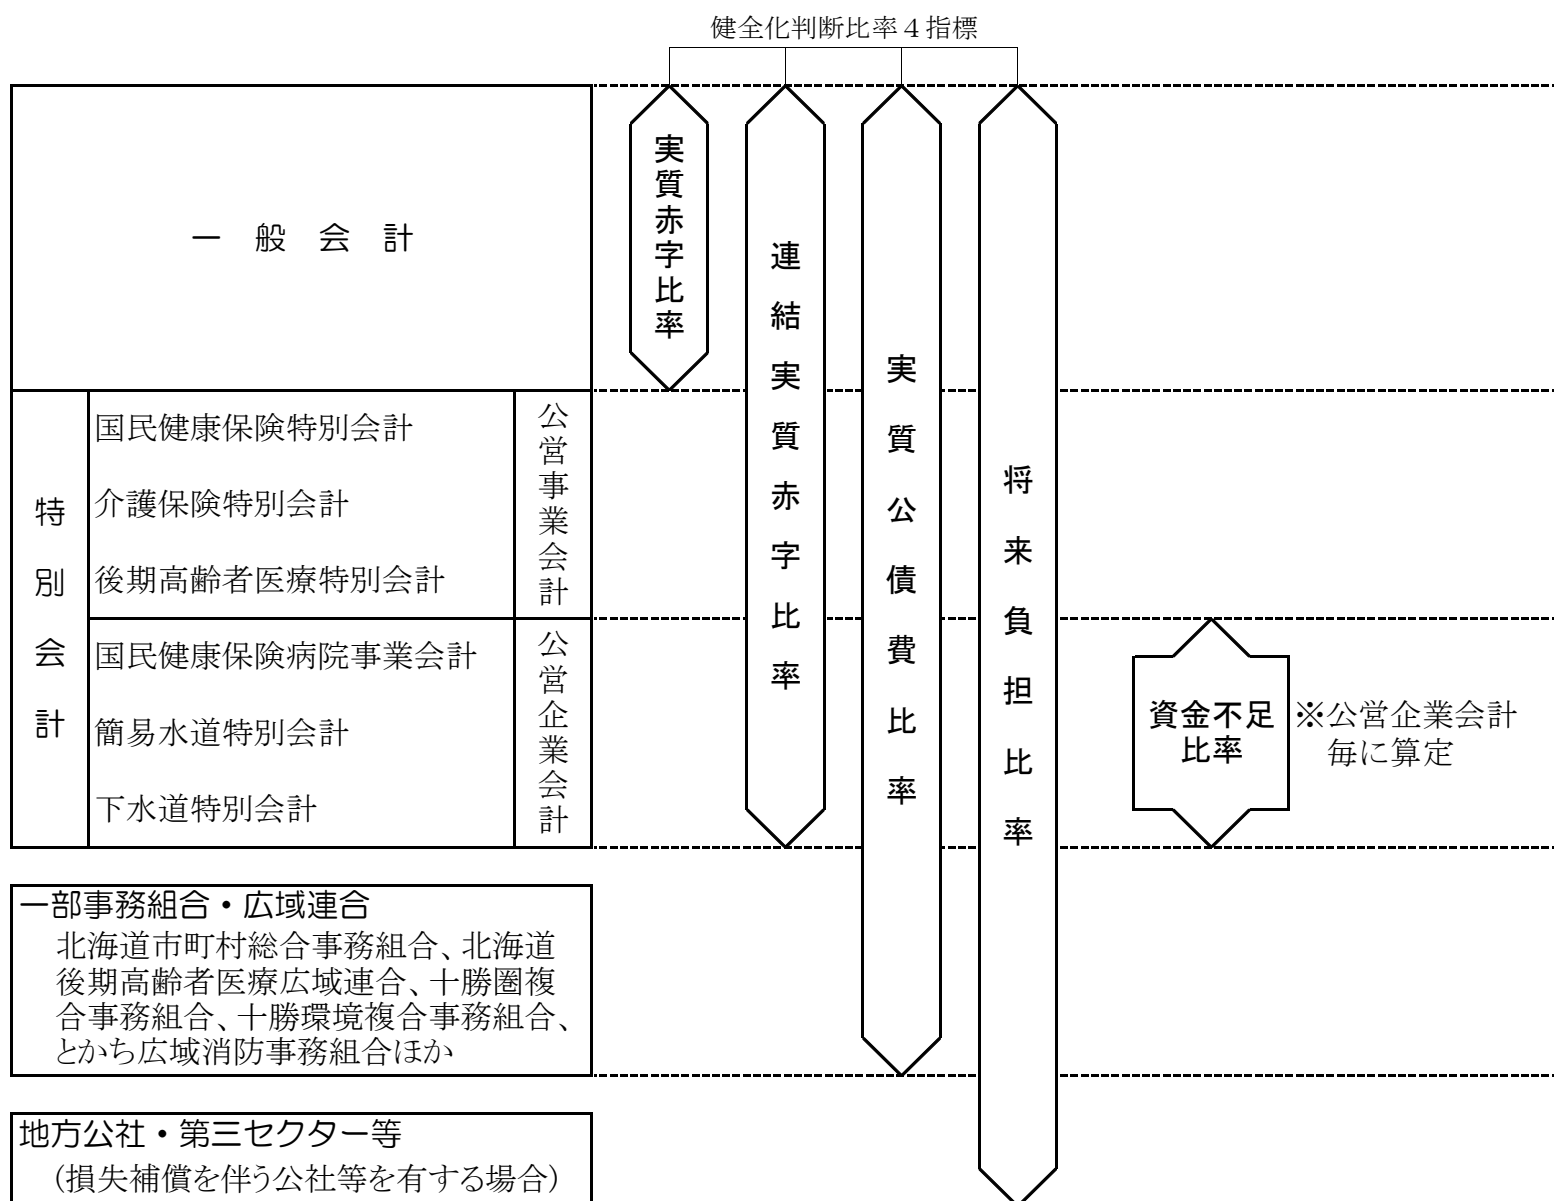 健全化判断比率４指標
一般会計
特別会計
国民健康保険特別会計
介護保険特別会計
後期高齢者医療特別会計
公営事業会計
国民健康保険病院事業会計
簡易水道特別会計
下水道特別会計
公営企業会計
実質赤字比率
連結実質赤字比率
実質公債費比率
将来負担比率
資金不足
比率
※公営企業会計
毎に算定
一部事務組合・広域連合
北海道市町村総合事務組合、北海道
後期高齢者医療広域連合、十勝圏複
合事務組合、十勝環境複合事務組合、
とかち広域消防事務組合ほか
地方公社・第三セクター等
（損失補償を伴う公社等を有する場合）